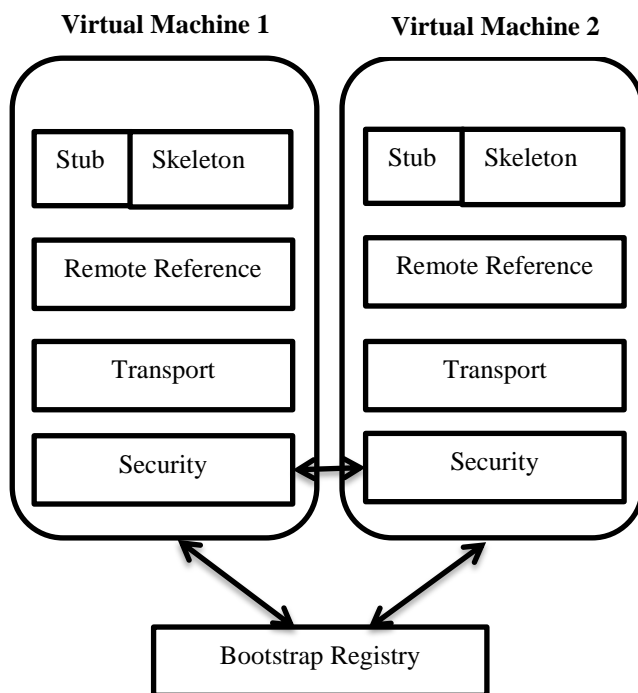 Virtual Machine 1
Virtual Machine 2
Stub
Skeleton
Stub
Skeleton
Remote Reference
Remote Reference
Transport
Transport
Security
Security
Bootstrap Registry